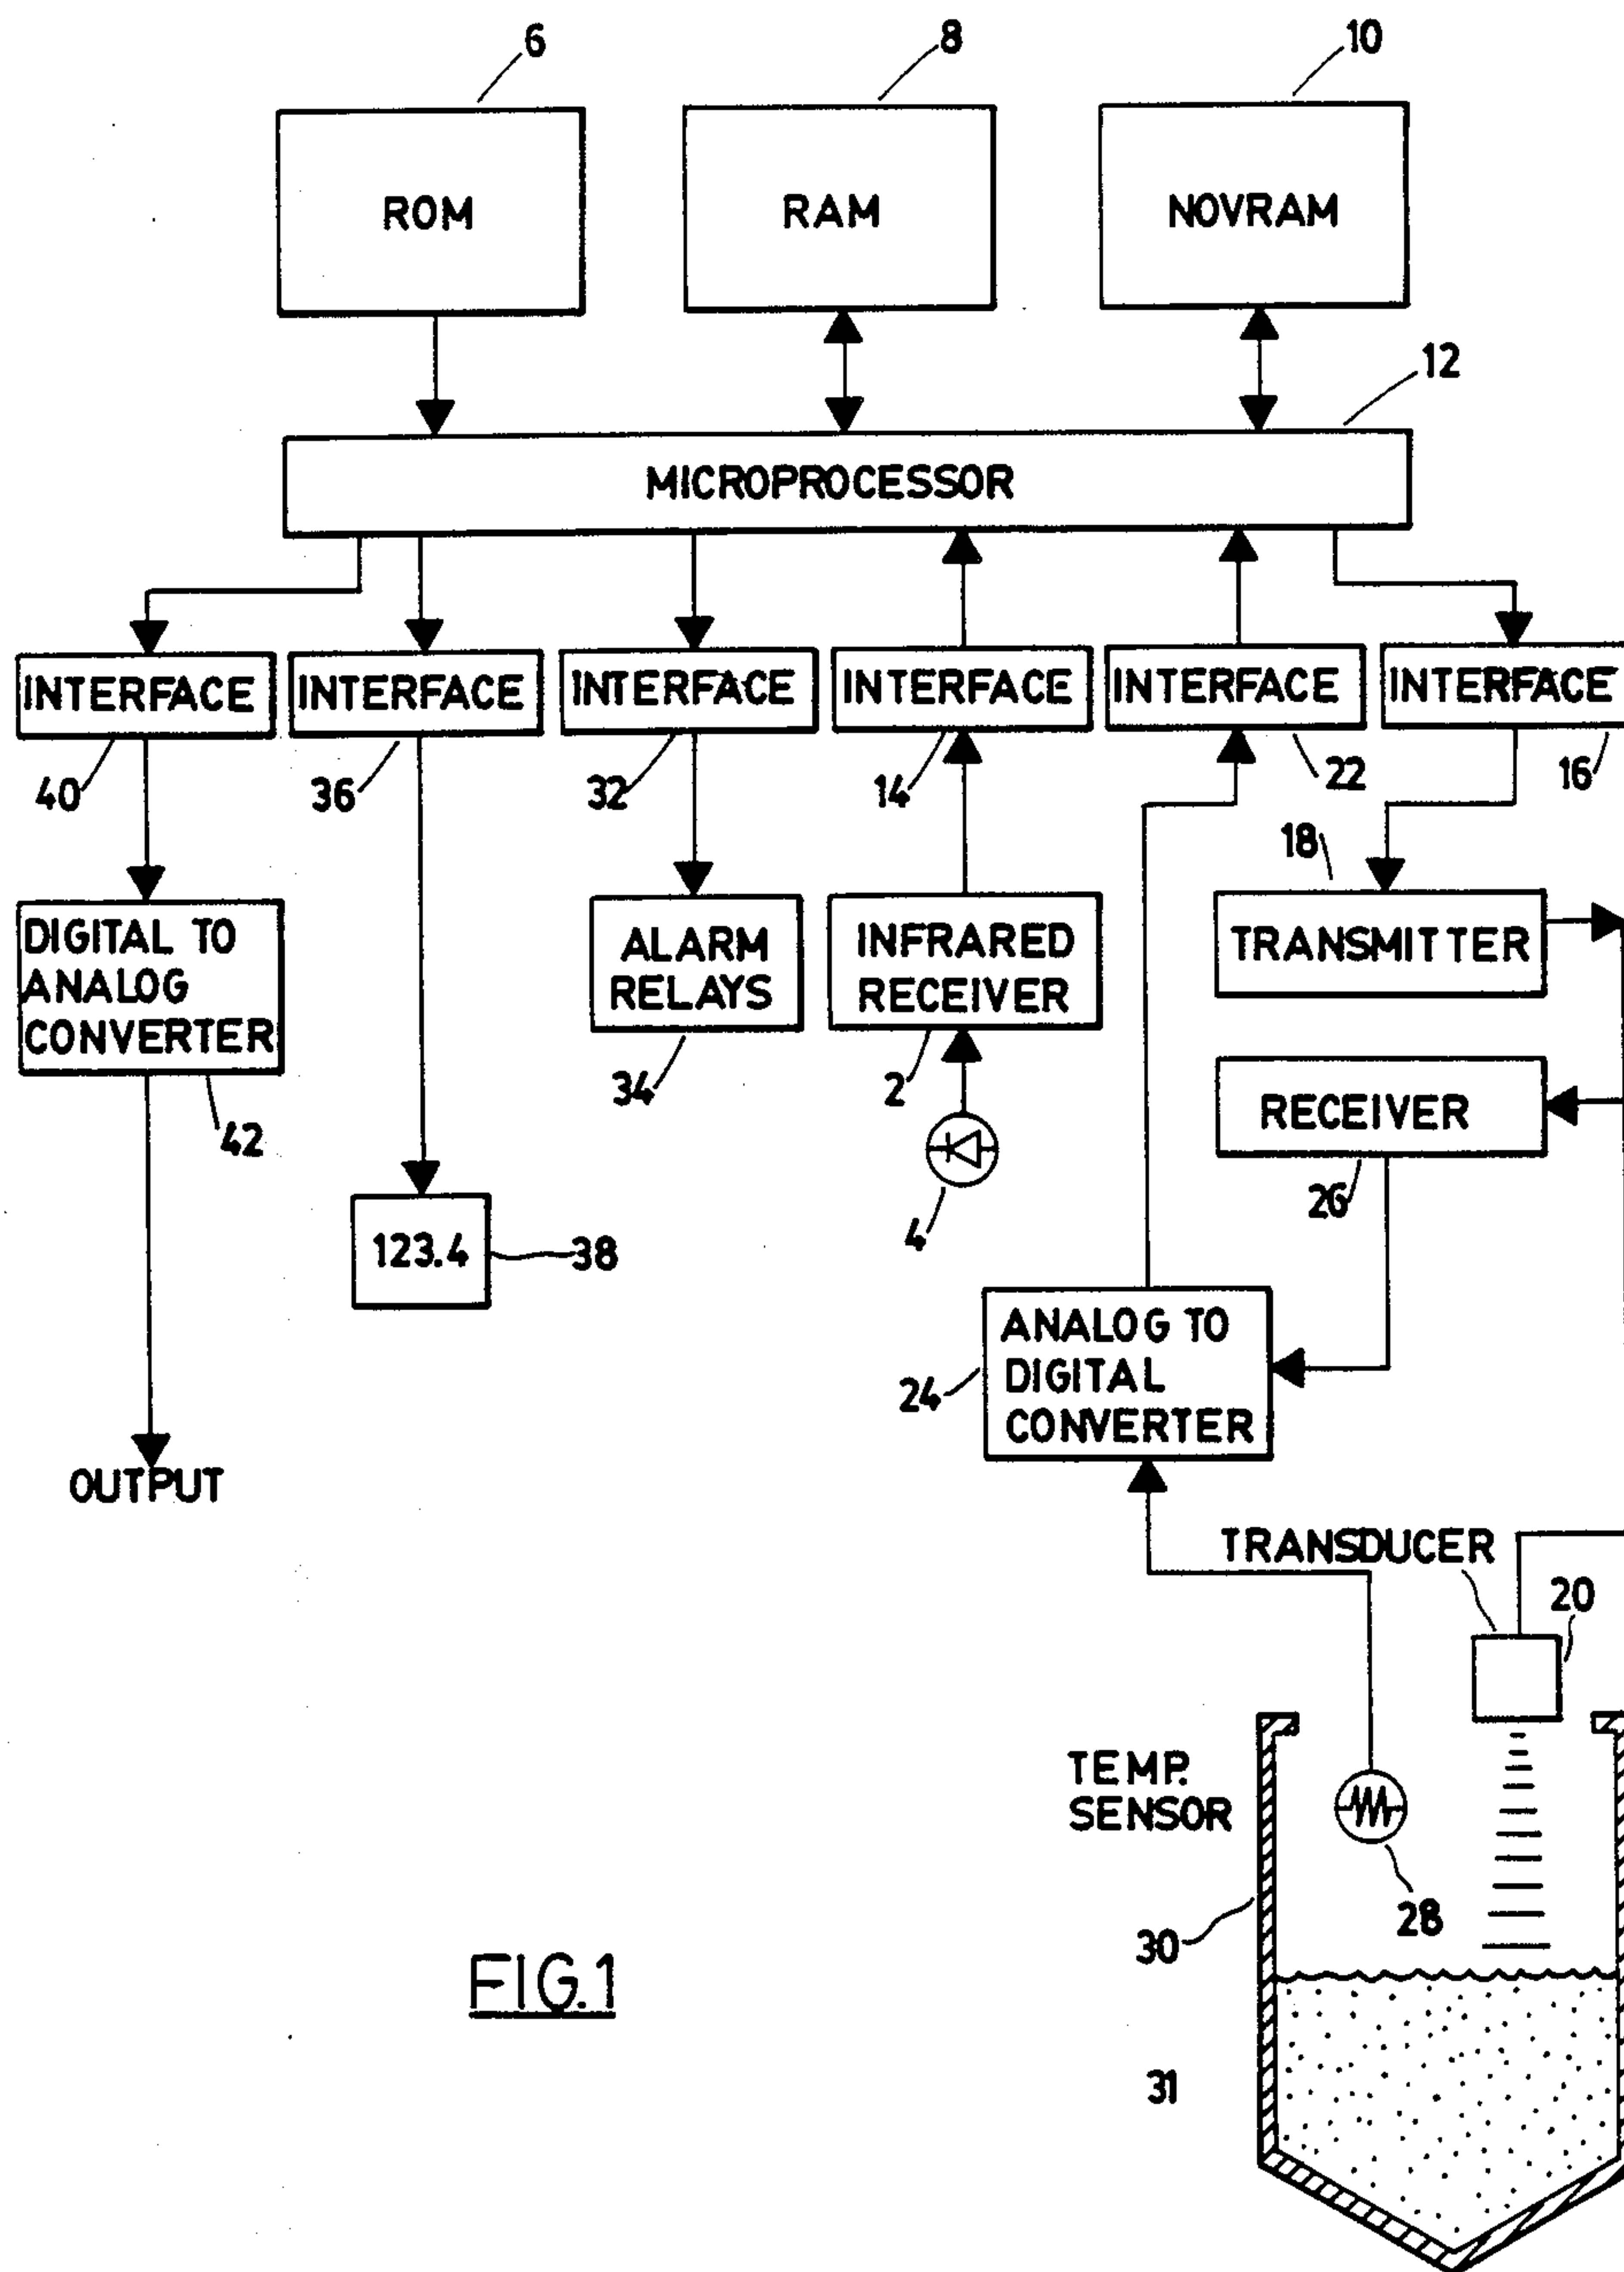 6
8
10
ROM
RAM
NOVRAM
12
MICROPROCESSOR
INTERFACE
INTERFACE
INTERFACE
INTERFACE
INTERFACE
INTERFACE
40
36
32
14
22
16
18
DIGITAL TO
ANALOG
CONVERTER
ALARM
RELAYS
INFRARED
RECEIVER
TRANSMITTER
34
2
RECEIVER
42
26
4
123.4
38
ANALOG TO
DIGITAL
CONVERTER
24
OUTPUT
TRANSDUCER
20
TEMP.
SENSOR
28
30
FIG.1
31